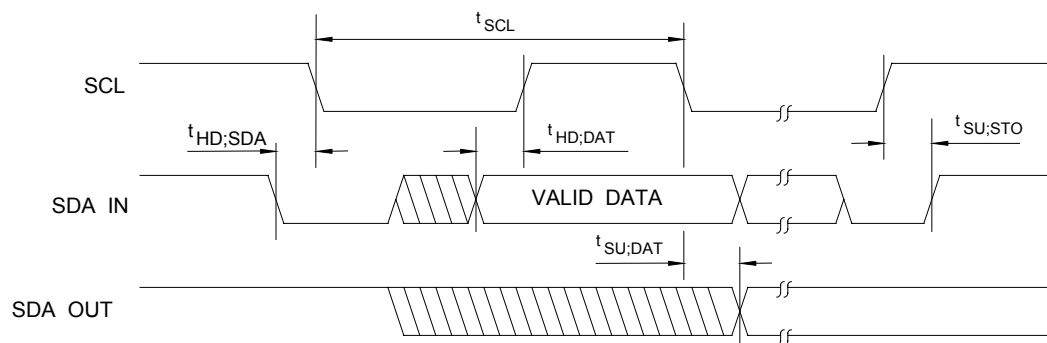 tSCL
SCL
tHD;SDA
tHD;DAT
tSU;STO
SDA IN
VALID DATA
tSU;DAT
SDA OUT